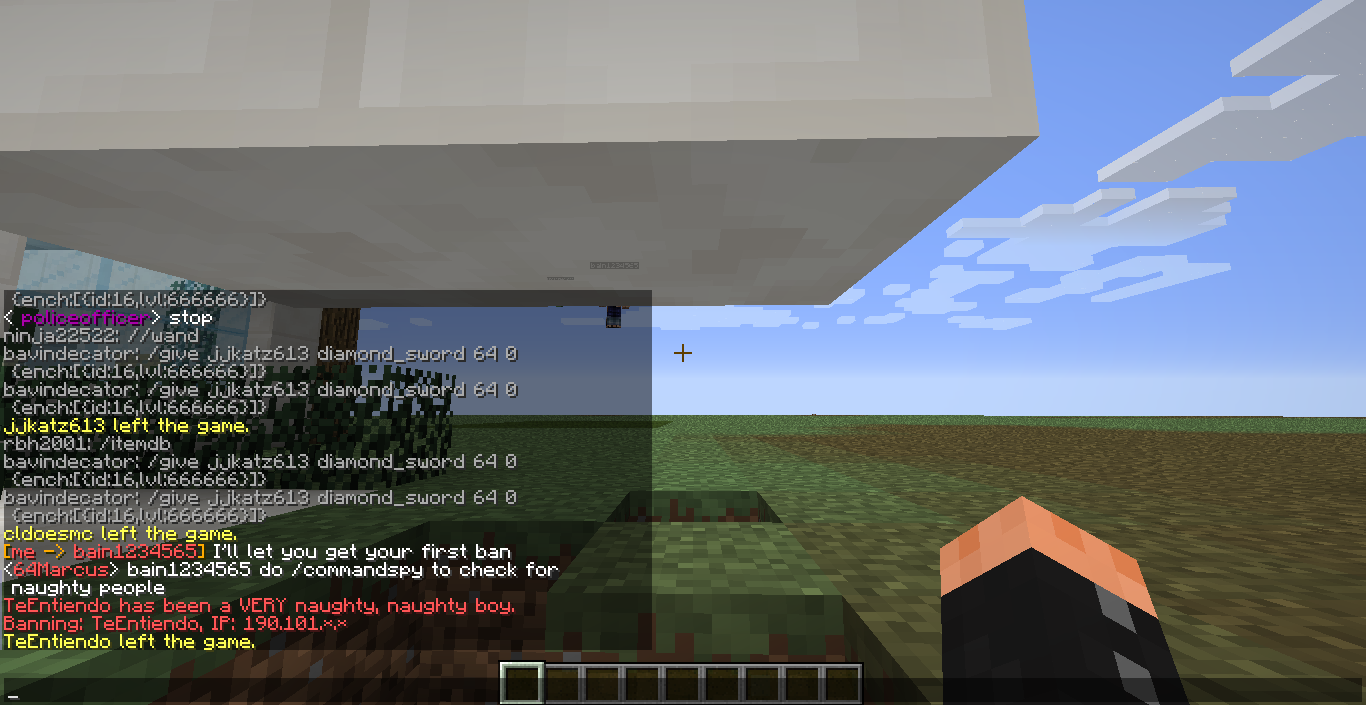 bain1234565
{ench:[{id:16,lvl:666666}]}
< policeofficer> stop
ninja22522: //wand
bavindecator: /give jjkatz613 diamond_sword 64 0
{ench:[{id:16,lvl:666666}]}
bavindecator: /give jjkatz613 diamond_sword 64 0
{ench:[{id:16,lvl:666666}]}
jjkatz613 left the game.
rbh2001: /itemdb
bavindecator: /give jjkatz613 diamond_sword 64 0
{ench:[{id:16,lvl:666666}]}
bavindecator: /give jjkatz613 diamond_sword 64 0
{ench:[{id:16,lvl:666666}]}
cldoesmc left the game.
[me -> bain1234565] I'll let you get your first ban
<64Marcus> bain1234565 do /commandspy to check for
naughty people
TeEntiendo has been a VERY naughty, naughty boy.
Banning: TeEntiendo, IP: 190.101.*.*
TeEntiendo left the game.
_